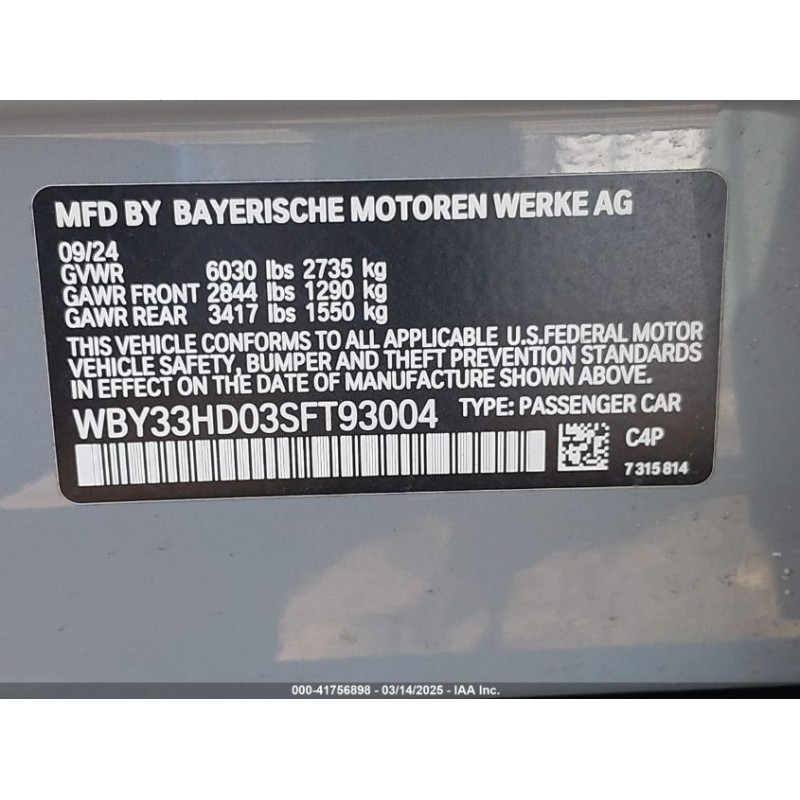 MFD BY BAYERISCHE MOTOREN WERKE AG
09/24
GVWR 6030 lbs 2735 kg
GAWR FRONT 2844 lbs 1290 kg
GAWR REAR 3417 lbs 1550 kg
THIS VEHICLE CONFORMS TO ALL APPLICABLE U.S.FEDERAL MOTOR
VEHICLE SAFETY, BUMPER AND THEFT PREVENTION STANDARDS
IN EFFECT ON THE DATE OF MANUFACTURE SHOWN ABOVE.
WBY33HD03SFT93004 TYPE: PASSENGER CAR
C4P
7315814
000-41756898 - 03/14/2025 - IAA Inc.